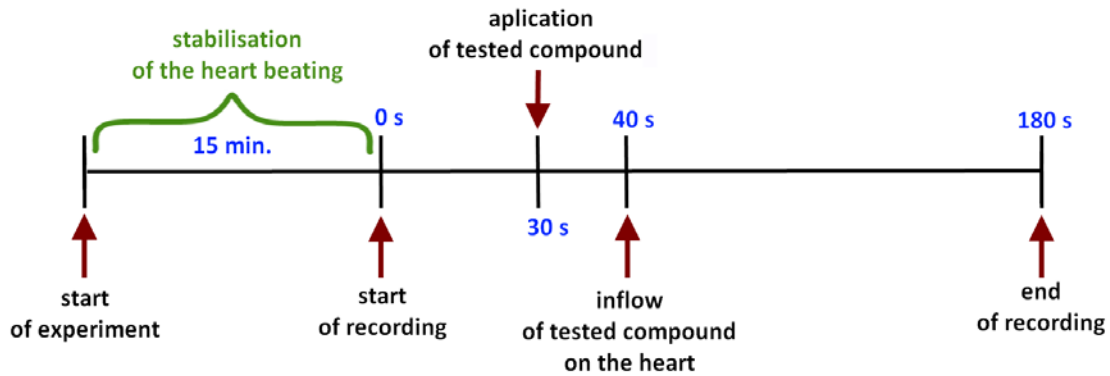 aplication
of tested compound
stabilisation
of the heart beating
0 s
40 s
180 s
15 min.
30 s
start
of experiment
start
of recording
inflow
of tested compound
on the heart
end
of recording